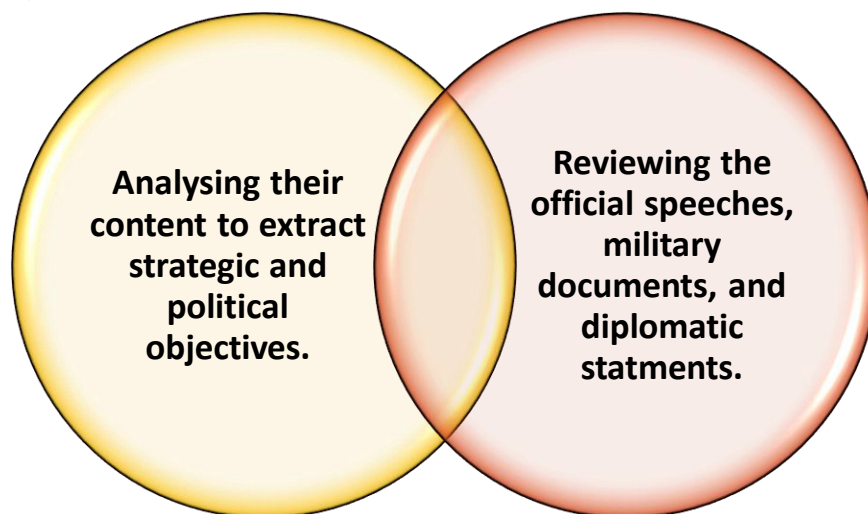 Analysing their
content to extract
strategic and
political
objectives.
Reviewing the
official speeches,
military
documents, and
diplomatic
statments.